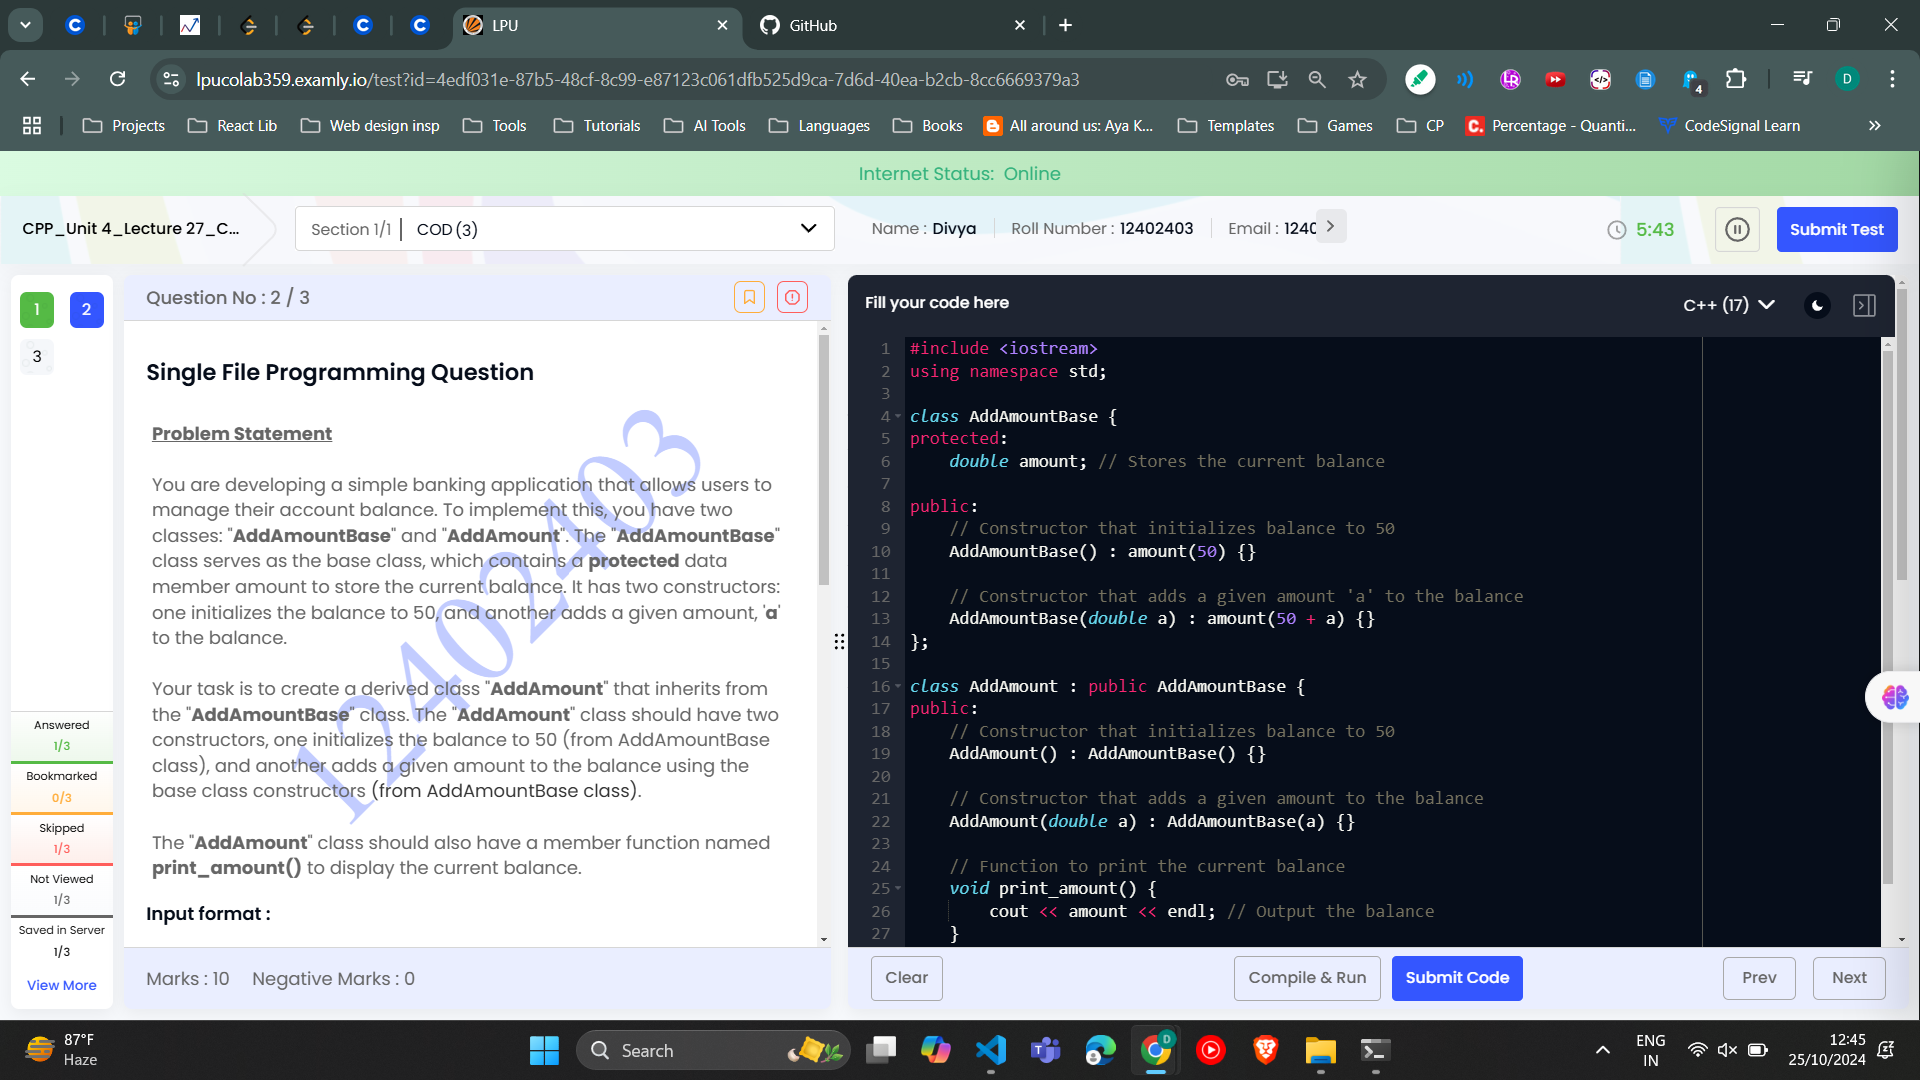 LPU
GitHub
lpucolab359.examly.io/test?id=4edf031e-87b5-48cf-8c99-e87123c061dfb525d9ca-7d6d-40ea-b2cb-8cc6669379a3
4
D
Projects
React Lib
Web design insp
Tools
Tutorials
AI Tools
Languages
Books
All around us: Aya K...
Templates
Games
CP
Percentage - Quanti...
CodeSignal Learn
Internet Status: Online
CPP_Unit 4_Lecture 27_C...
Section 1/1 | COD (3)
Name : Divya
Roll Number : 12402403
Email : 1240
5:43
Submit Test
1
2
3
Question No : 2 / 3
Single File Programming Question
Problem Statement
You are developing a simple banking application that allows users to
manage their account balance. To implement this, you have two
classes: "AddAmountBase" and "AddAmount". The "AddAmountBase"
class serves as the base class, which contains a protected data
member amount to store the current balance. It has two constructors:
one initializes the balance to 50, and another adds a given amount, 'a'
to the balance.
Your task is to create a derived class "AddAmount" that inherits from
the "AddAmountBase" class. The "AddAmount" class should have two
constructors, one initializes the balance to 50 (from AddAmountBase
class), and another adds a given amount to the balance using the
base class constructors (from AddAmountBase class).
The "AddAmount" class should also have a member function named
print_amount() to display the current balance.
Input format :
12402403
Answered
1/3
Bookmarked
0/3
Skipped
1/3
Not Viewed
1/3
Saved in Server
1/3
View More
Marks : 10
Negative Marks : 0
Fill your code here
C++ (17)
1 #include <iostream>
2 using namespace std;
3
4 class AddAmountBase {
5 protected:
6     double amount; // Stores the current balance
7
8 public:
9     // Constructor that initializes balance to 50
10     AddAmountBase() : amount(50) {}
11
12     // Constructor that adds a given amount 'a' to the balance
13     AddAmountBase(double a) : amount(50 + a) {}
14 };
15
16 class AddAmount : public AddAmountBase {
17 public:
18     // Constructor that initializes balance to 50
19     AddAmount() : AddAmountBase() {}
20
21     // Constructor that adds a given amount to the balance
22     AddAmount(double a) : AddAmountBase(a) {}
23
24     // Function to print the current balance
25     void print_amount() {
26         cout << amount << endl; // Output the balance
27     }
Clear
Compile & Run
Submit Code
Prev
Next
87°F
Haze
Search
D
ENG
IN
12:45
25/10/2024